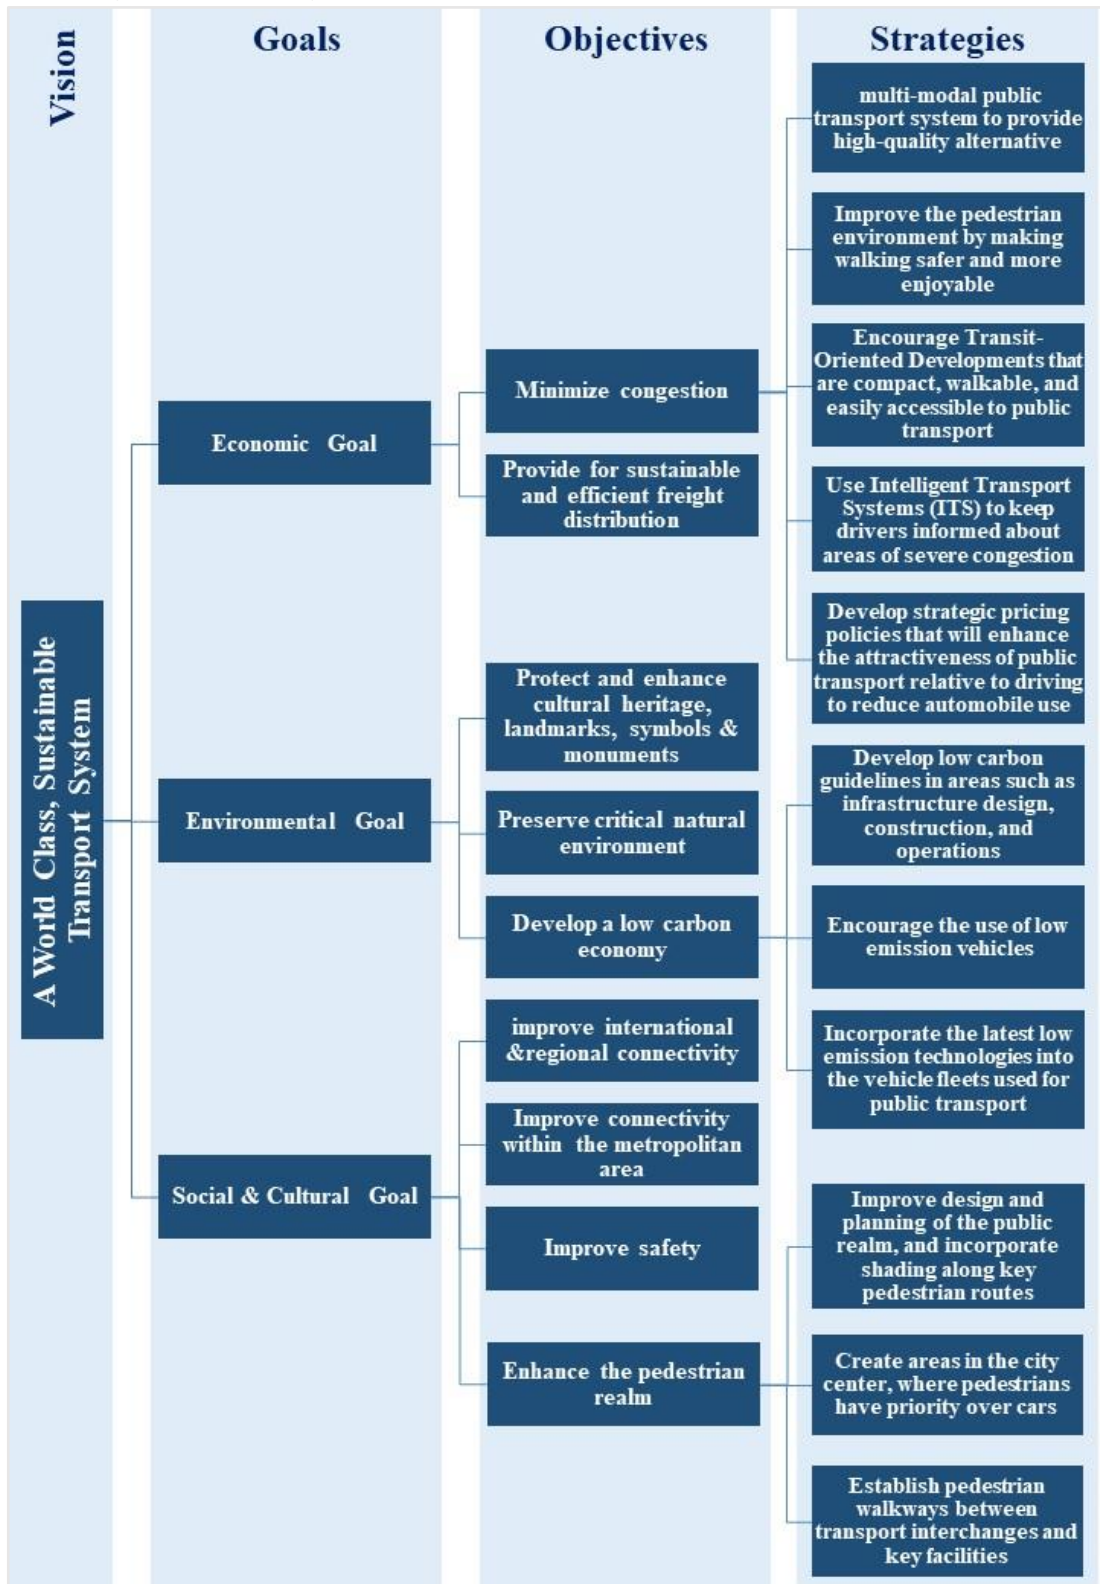 Vision
Goals
Objectives
Strategies
A World Class, Sustainable
Transport System
Economic Goal
Environmental Goal
Social & Cultural Goal
Minimize congestion
Provide for sustainable
and efficient freight
distribution
Protect and enhance
cultural heritage,
landmarks, symbols &
monuments
Preserve critical natural
environment
Develop a low carbon
economy
improve international
&regional connectivity
Improve connectivity
within the metropolitan
area
Improve safety
Enhance the pedestrian
realm
multi-modal public
transport system to provide
high-quality alternative
Improve the pedestrian
environment by making
walking safer and more
enjoyable
Encourage Transit-
Oriented Developments that
are compact, walkable, and
easily accessible to public
transport
Use Intelligent Transport
Systems (ITS) to keep
drivers informed about
areas of severe congestion
Develop strategic pricing
policies that will enhance
the attractiveness of public
transport relative to driving
to reduce automobile use
Develop low carbon
guidelines in areas such as
infrastructure design,
construction, and
operations
Encourage the use of low
emission vehicles
Incorporate the latest low
emission technologies into
the vehicle fleets used for
public transport
Improve design and
planning of the public
realm, and incorporate
shading along key
pedestrian routes
Create areas in the city
center, where pedestrians
have priority over cars
Establish pedestrian
walkways between
transport interchanges and
key facilities